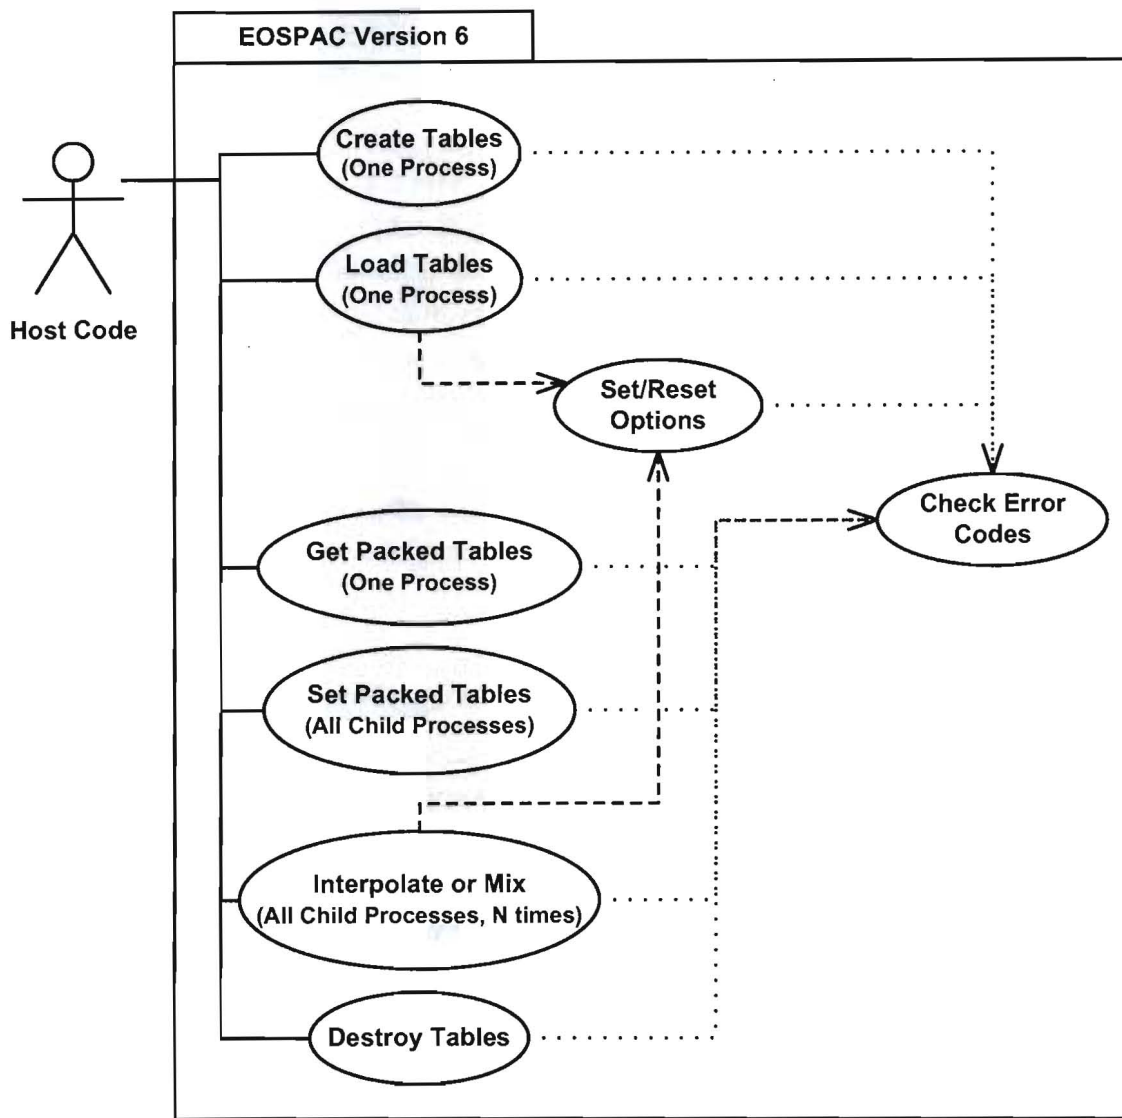 EOSPAC Version 6
Create Tables
(One Process)
Load Tables
(One Process)
Host Code
Set/Reset
Options
Check Error
Codes
Get Packed Tables
(One Process)
Set Packed Tables
(All Child Processes)
Interpolate or Mix
(All Child Processes, N times)
Destroy Tables